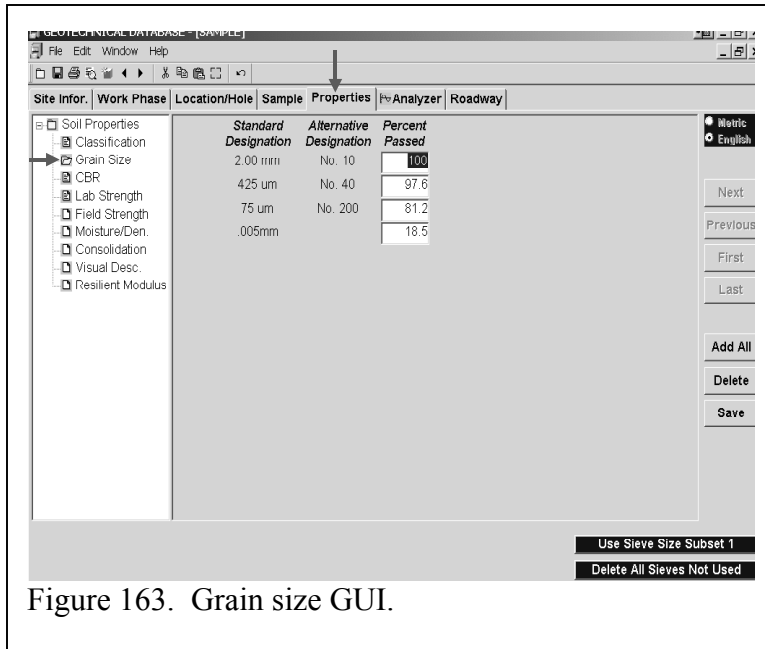 GEOTECHNICAL DATABASE - [SAMPLE]
File Edit Window Help
Site Infor. Work Phase Location/Hole Sample Properties Analyzer Roadway
Soil Properties
Classification
Grain Size
CBR
Lab Strength
Field Strength
Moisture/Den.
Consolidation
Visual Desc.
Resilient Modulus
Standard Designation Alternative Designation Percent Passed
2.00 mm No. 10 100
425 um No. 40 97.6
75 um No. 200 81.2
.005mm 18.5
Metric
English
Next
Previous
First
Last
Add All
Delete
Save
Use Sieve Size Subset 1
Delete All Sieves Not Used
Figure 163. Grain size GUI.